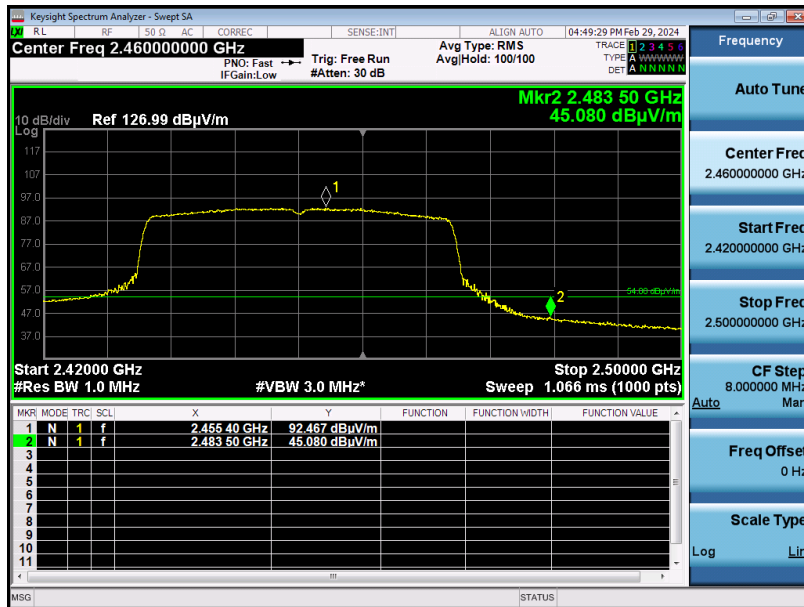 Keysight Spectrum Analyzer - Swept SA
LXI RL RF 50 Ω AC CORREC SENSE:INT ALIGN AUTO 04:49:29 PM Feb 29, 2024
Center Freq 2.460000000 GHz
PNO: Fast
IFGain:Low
Trig: Free Run
#Atten: 30 dB
Avg Type: RMS
Avg|Hold: 100/100
TRACE 1 2 3 4 5 6
TYPE A W W W W W
DET A N N N N N
Mkr2 2.483 50 GHz
45.080 dBµV/m
10 dB/div Ref 126.99 dBµV/m
Log
117
107
97.0
87.0
77.0
67.0
57.0
47.0
37.0
1
2
54.00 dBµV/m
Start 2.42000 GHz Stop 2.50000 GHz
#Res BW 1.0 MHz #VBW 3.0 MHz* Sweep 1.066 ms (1000 pts)
MKR MODE TRC SCL X Y FUNCTION FUNCTION WIDTH FUNCTION VALUE
1 N 1 f 2.455 40 GHz 92.467 dBµV/m
2 N 1 f 2.483 50 GHz 45.080 dBµV/m
3
4
5
6
7
8
9
10
11
MSG STATUS
Frequency
Auto Tune
Center Freq
2.460000000 GHz
Start Freq
2.420000000 GHz
Stop Freq
2.500000000 GHz
CF Step
8.000000 MHz
Auto Man
Freq Offset
0 Hz
Scale Type
Log Lin